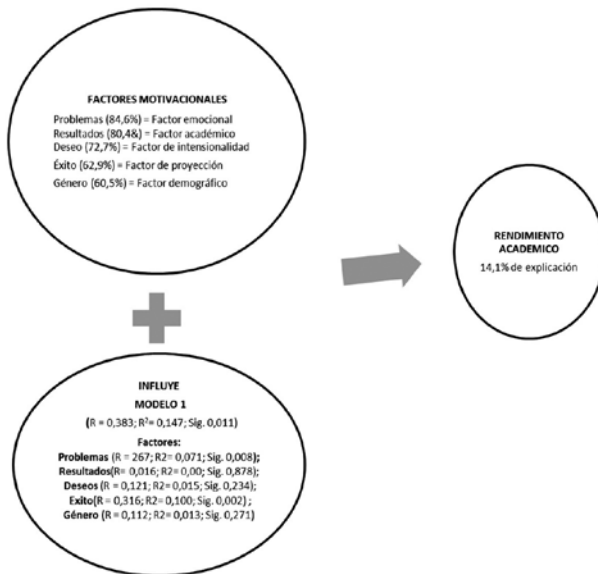 FACTORES MOTIVACIONALES
Problemas (84,6%) = Factor emocional
Resultados (80,4&) = Factor académico
Deseo (72,7%) = Factor de intensionalidad
Éxito (62,9%) = Factor de proyección
Género (60,5%) = Factor demográfico
RENDIMIENTO
ACADEMICO
14,1% de explicación
INFLUYE
MODELO 1
(R = 0,383; R²= 0,147; Sig. 0,011)
Factores:
Problemas (R = 267; R2= 0,071; Sig. 0,008);
Resultados(R= 0,016; R2= 0,00; Sig. 0,878);
Deseos (R = 0,121; R2= 0,015; Sig. 0,234);
Exito(R = 0,316; R2= 0,100; Sig. 0,002) ;
Género (R = 0,112; R2= 0,013; Sig. 0,271)